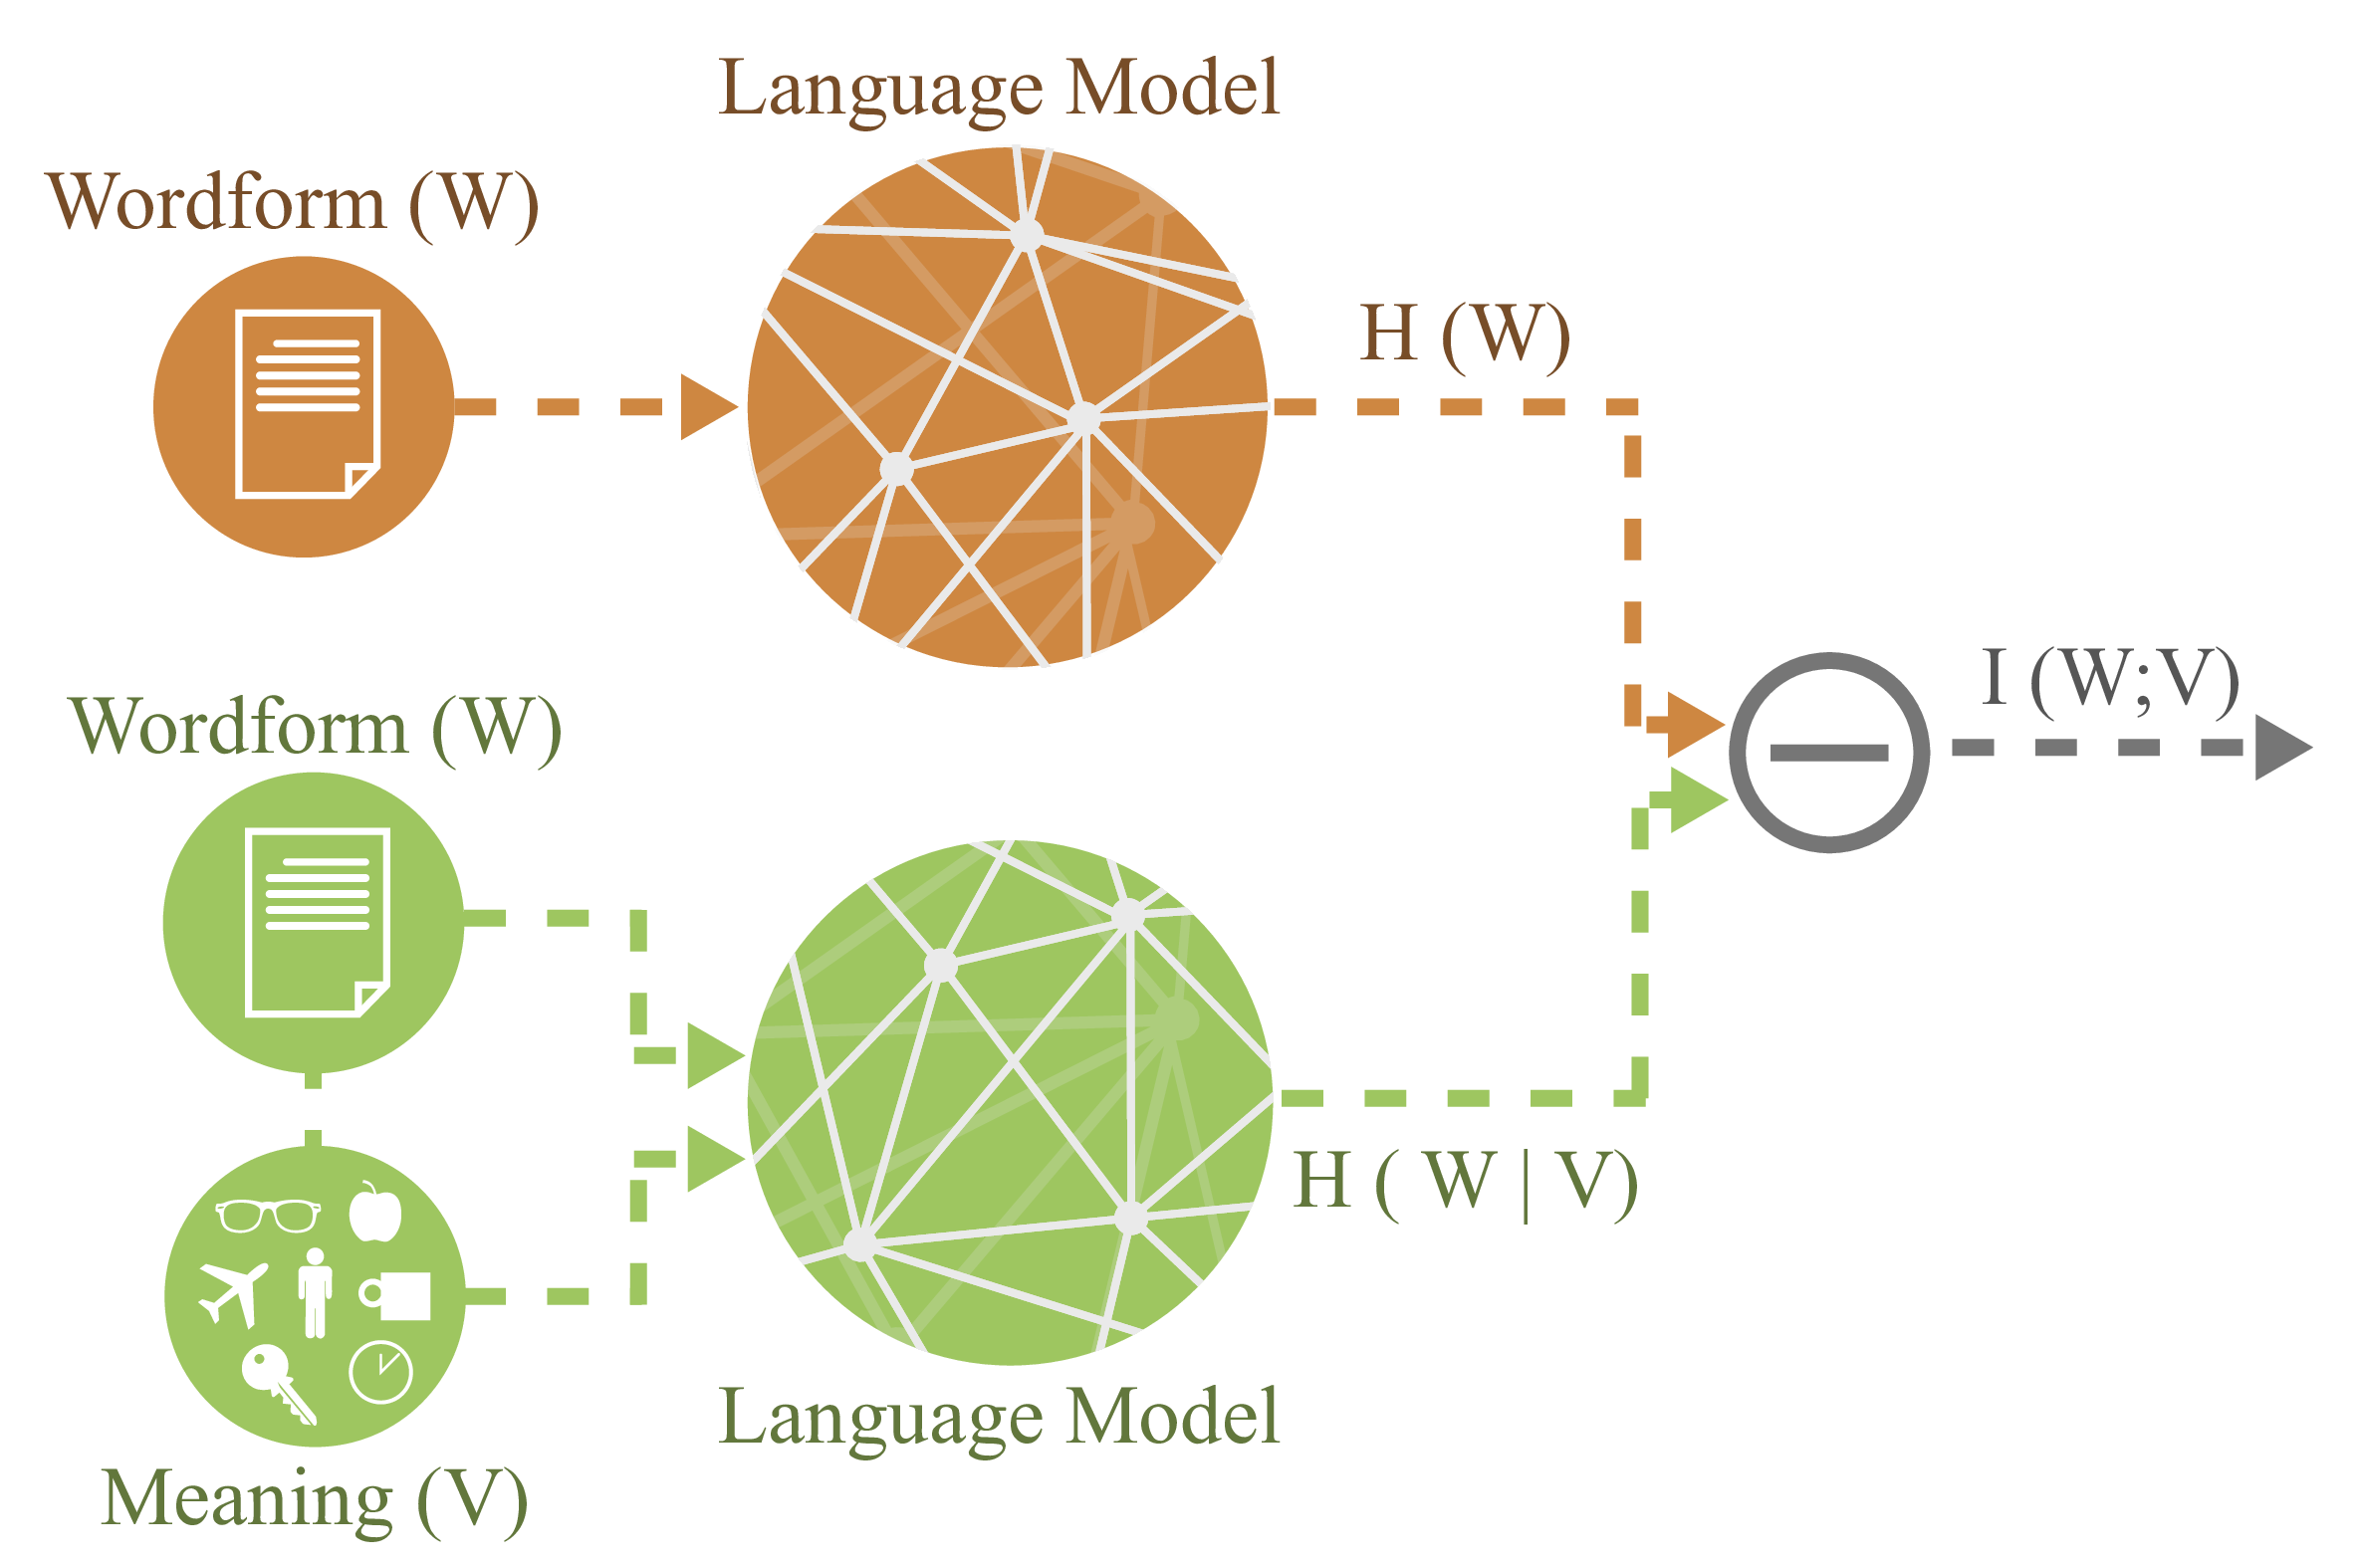 Language Model
Wordform (W)
H (W)
Wordform (W)
I (W;V)
H ( W | V)
Language Model
Meaning (V)